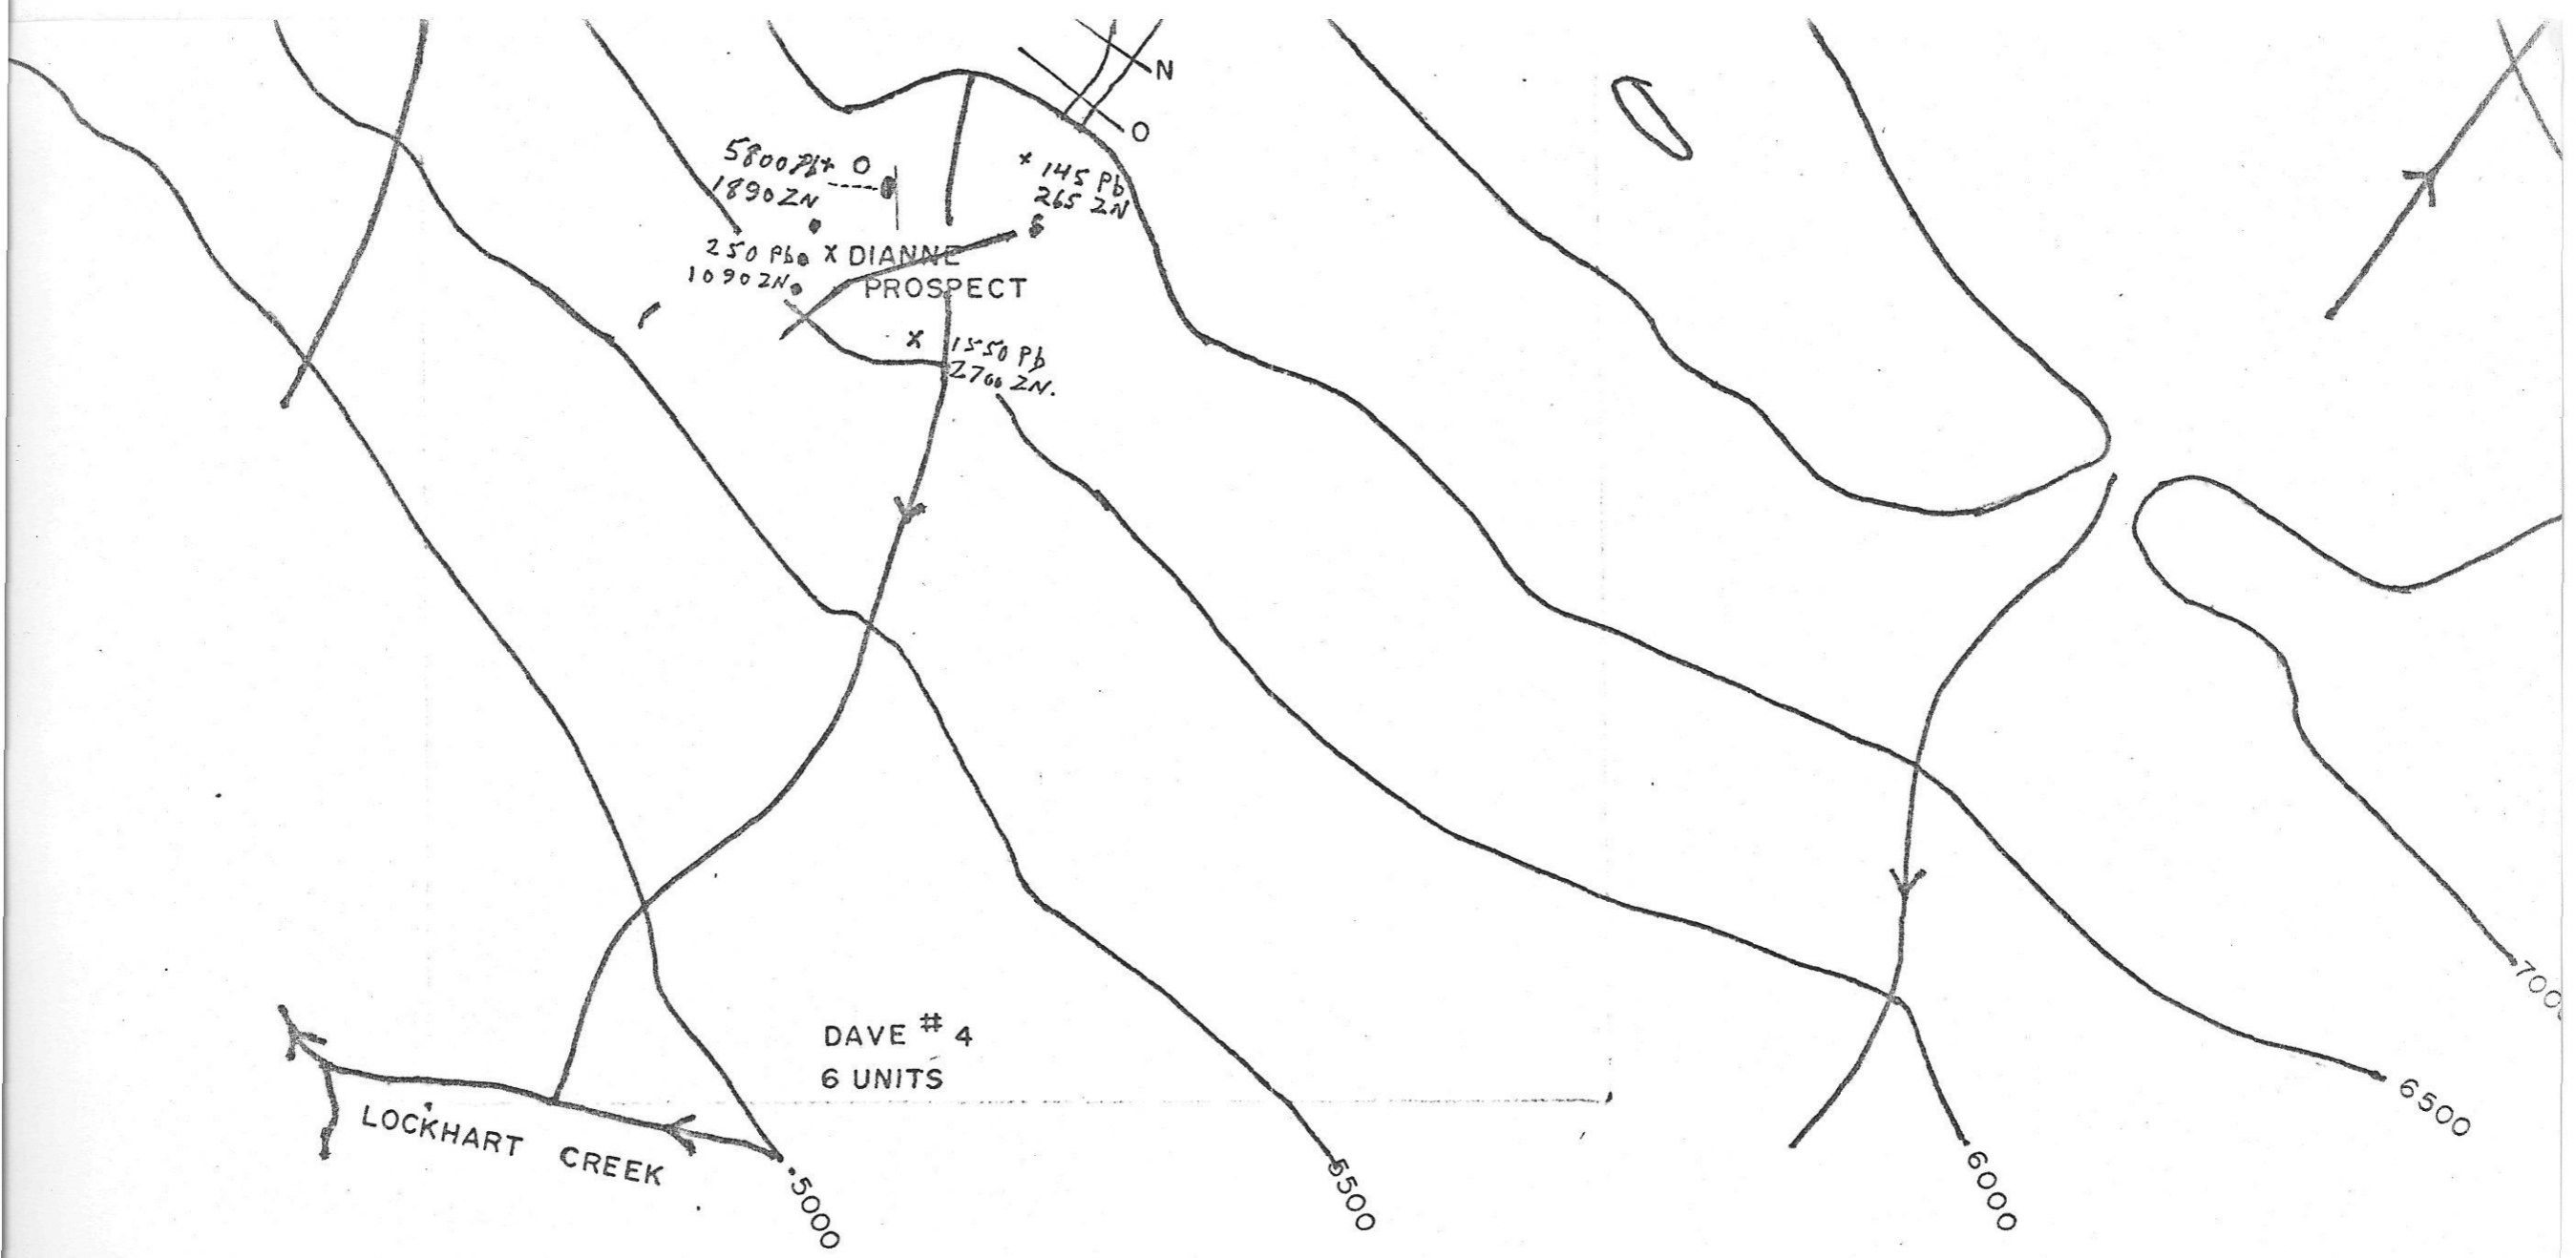 N
O
5800 Pb+ O
1890 ZN
x 145 Pb
265 ZN
250 Pb
1090 ZN
x DIANNE
PROSPECT
x 1550 Pb
2700 ZN.
DAVE # 4
6 UNITS
LOCKHART CREEK
5000
5500
6000
6500
700